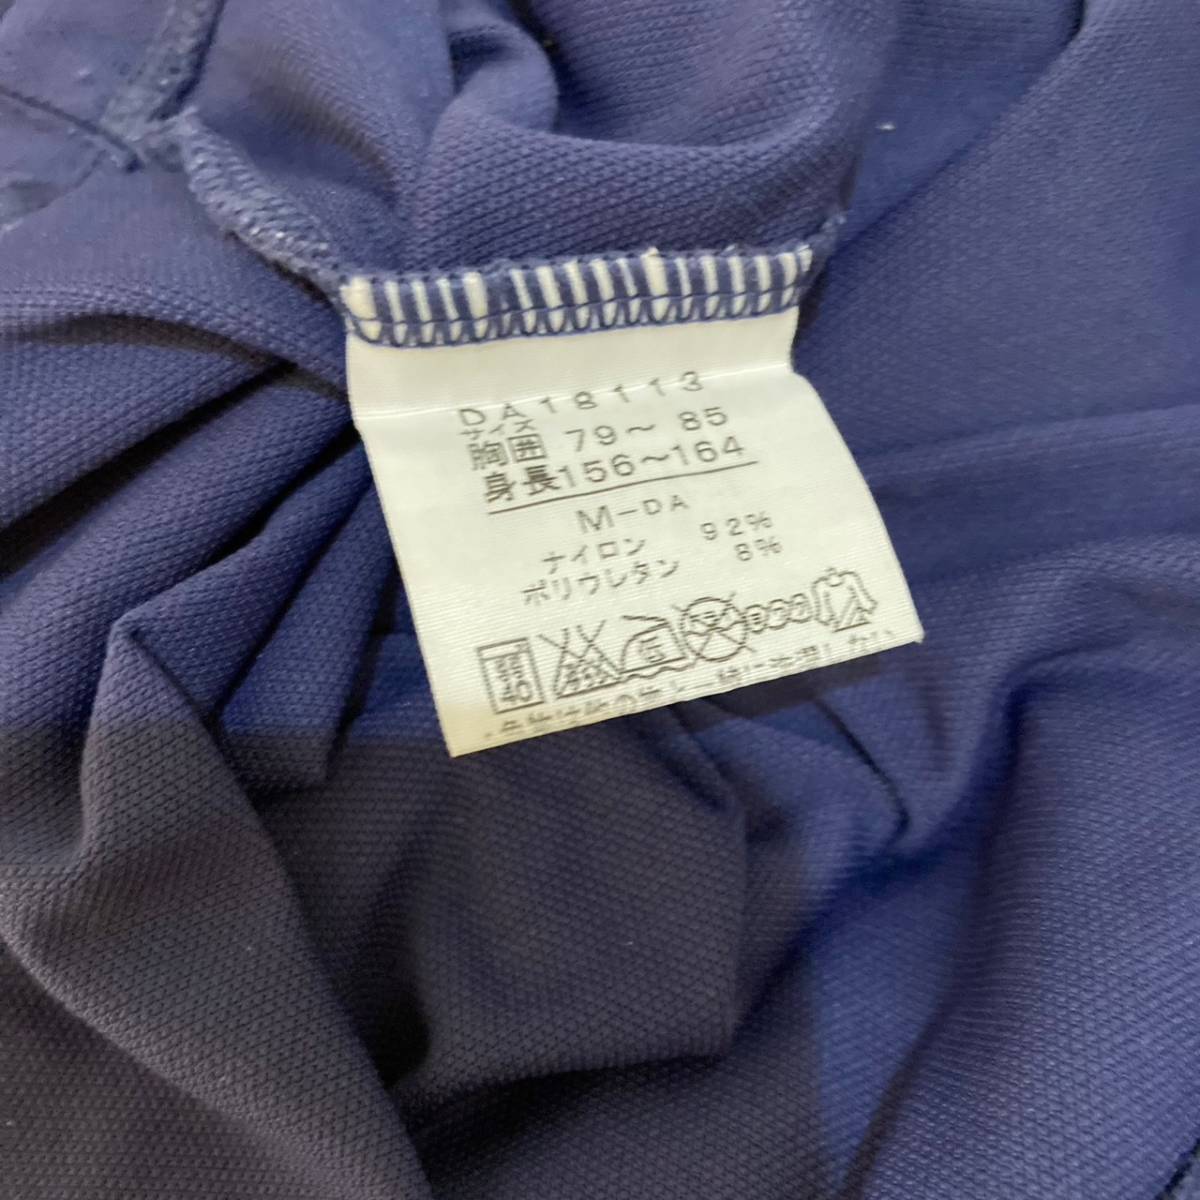 DA18113
サイズ
胸囲 79〜 85
身長156〜164
M-DA
ナイロン 92%
ポリウレタン 8%
40